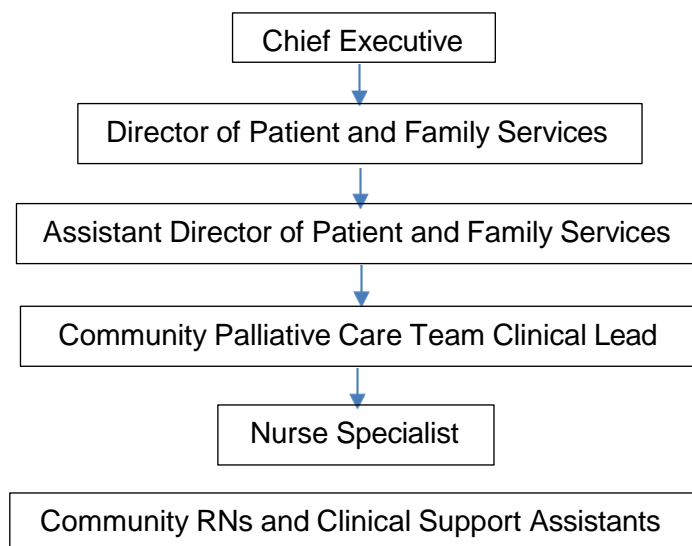 Chief Executive
Director of Patient and Family Services
Assistant Director of Patient and Family Services
Community Palliative Care Team Clinical Lead
Nurse Specialist
Community RNs and Clinical Support Assistants